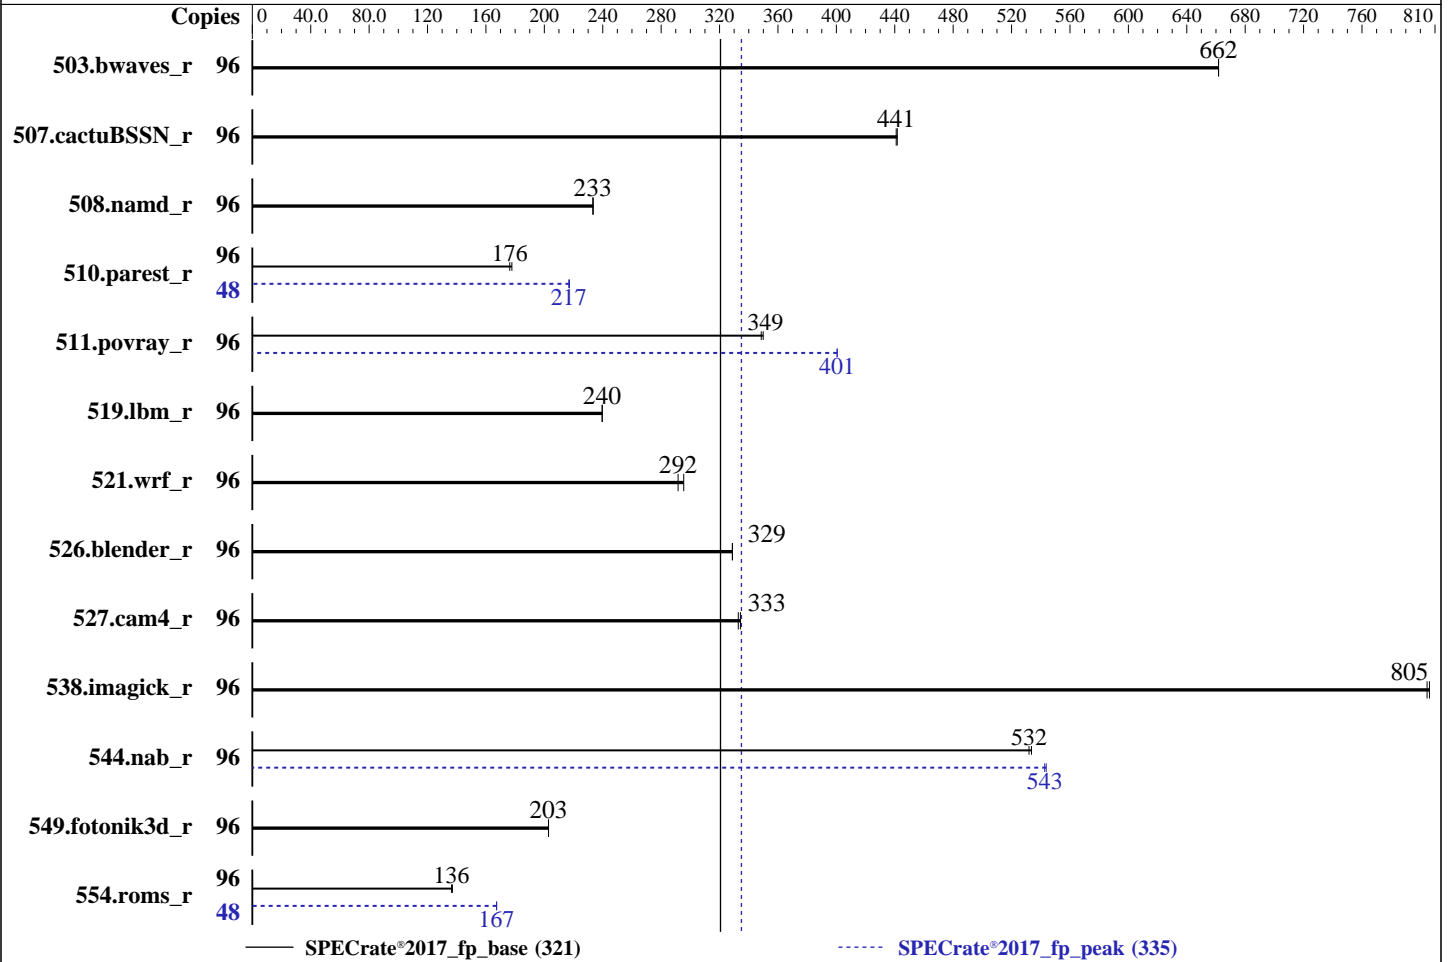 Copies 0 40.0 80.0 120 160 200 240 280 320 360 400 440 480 520 560 600 640 680 720 760 810
503.bwaves_r 96 662
507.cactuBSSN_r 96 441
508.namd_r 96 233
510.parest_r 96 176
48 217
511.povray_r 96 349
401
519.lbm_r 96 240
521.wrf_r 96 292
526.blender_r 96 329
527.cam4_r 96 333
538.imagick_r 96 805
544.nab_r 96 532
543
549.fotonik3d_r 96 203
554.roms_r 96 136
48 167
SPECrate®2017_fp_base (321) SPECrate®2017_fp_peak (335)